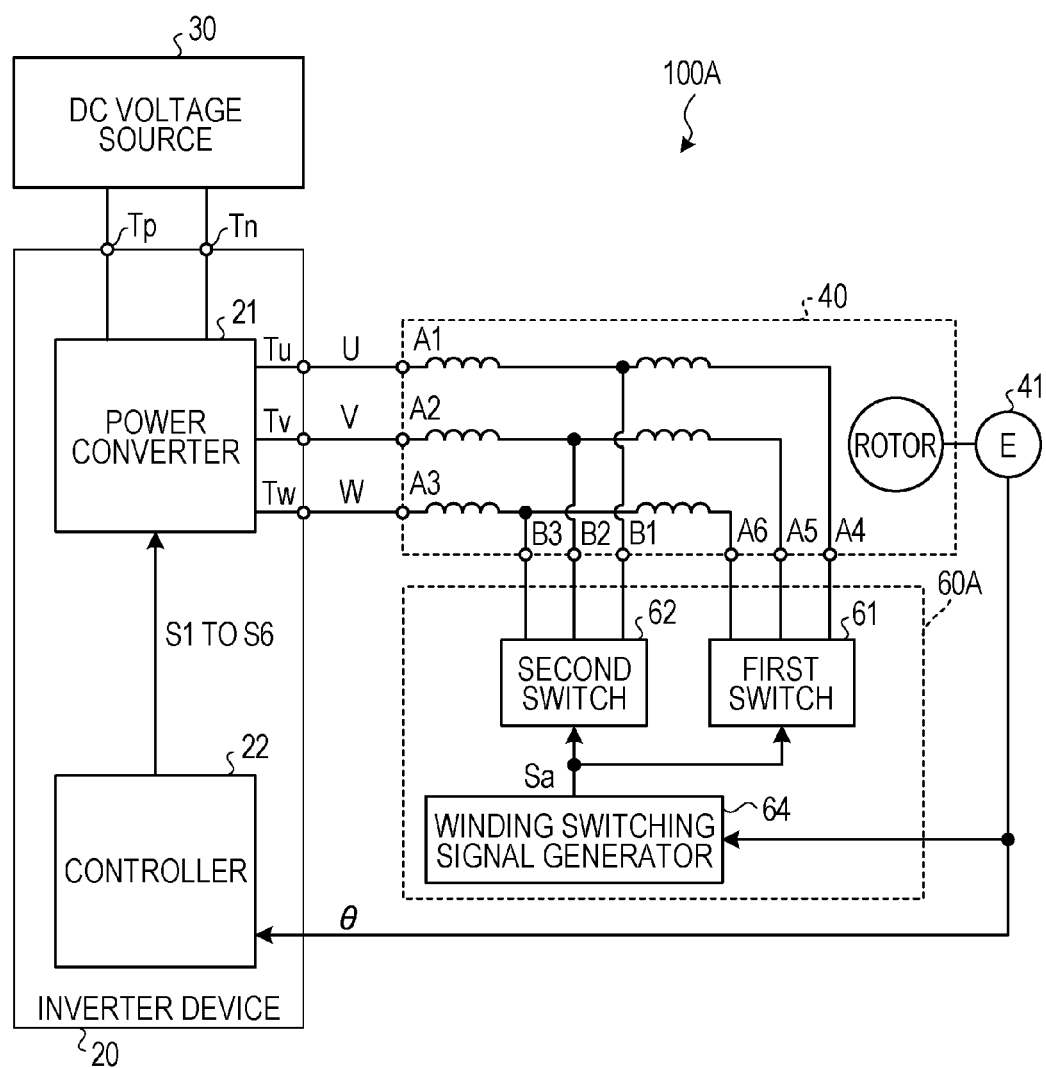 30
100A
DC VOLTAGE
SOURCE
Tp
Tn
21
40
Tu
U
A1
POWER
CONVERTER
Tv
V
A2
41
ROTOR
E
Tw
W
A3
B3
B2
B1
A6
A5
A4
60A
S1 TO S6
62
61
SECOND
SWITCH
FIRST
SWITCH
22
Sa
64
WINDING SWITCHING
SIGNAL GENERATOR
CONTROLLER
θ
INVERTER DEVICE
20